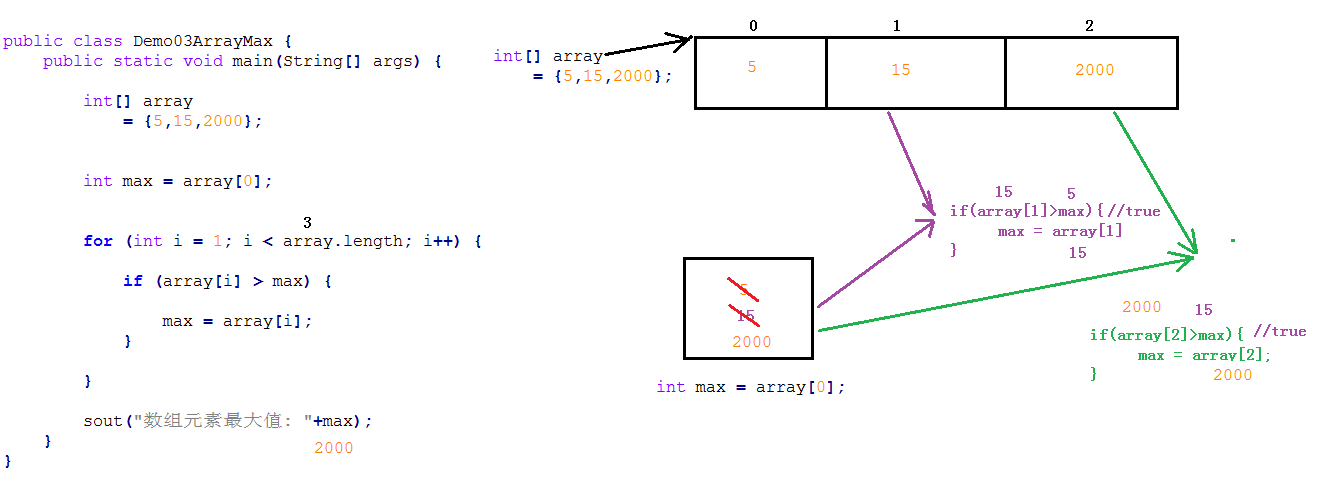 public class Demo03ArrayMax {
public static void main(String[] args) {
int[] array
= {5,15,2000};
int max = array[0];
3
for (int i = 1; i < array.length; i++) {
if (array[i] > max) {
max = array[i];
}
}
sout("数组元素最大值: "+max);
2000
}
}
0 1 2
int[] array
= {5,15,2000};
5 15 2000
15 5
if(array[1]>max){//true
max = array[1]
} 15
5
15
2000
int max = array[0];
2000 15
if(array[2]>max){ //true
max = array[2];
} 2000